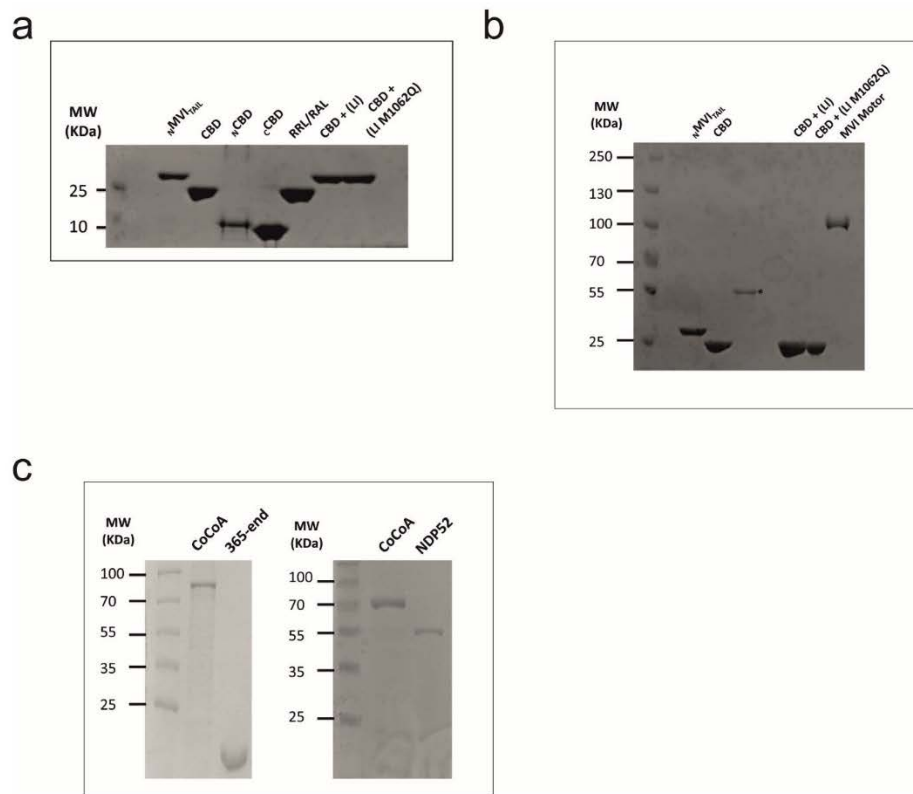 a
MW
(KDa)
NMVITAIL
CBD
NCBD
CCBD
RRL/RAL
CBD + (LI)
CBD +
(LI M1062Q)
25
10
b
MW
(KDa)
NMVITAIL
CBD
CBD + (LI)
CBD + (LI M1062Q)
MVI Motor
250
130
100
70
55
25
c
MW
(KDa)
CoCoA
365-end
100
70
55
35
25
MW
(KDa)
CoCoA
NDP52
100
70
55
35
25